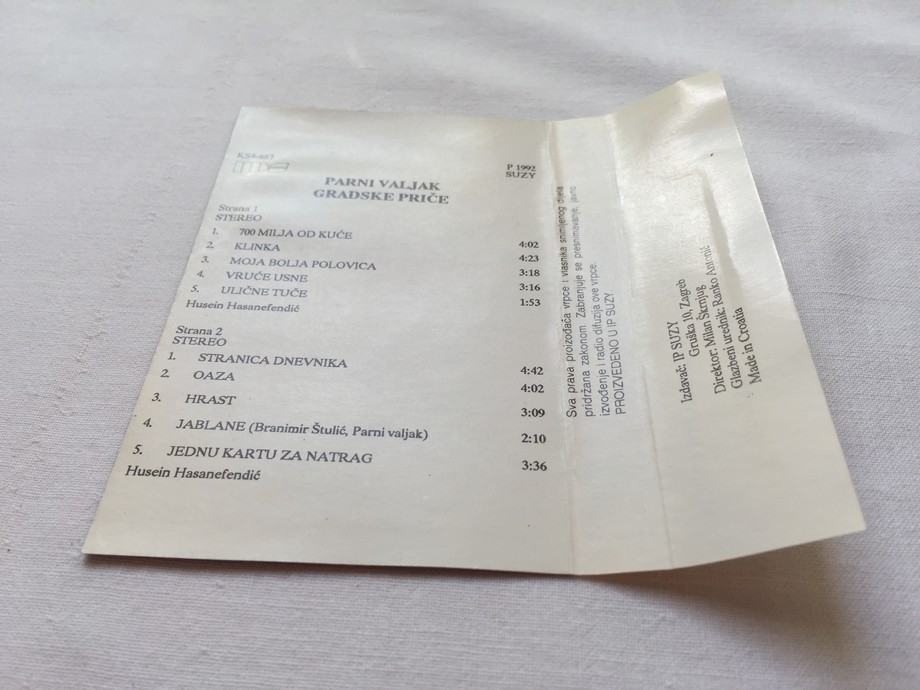 KS4-867
P 1992
SUZY
PARNI VALJAK
GRADSKE PRIČE
Strana 1
STEREO
1. 700 MILJA OD KUĆE 4:02
2. KLINKA 4:23
3. MOJA BOLJA POLOVICA 3:18
4. VRUĆE USNE 3:16
5. ULIČNE TUČE 1:53
Husein Hasanefendić
Strana 2
STEREO
1. STRANICA DNEVNIKA 4:42
2. OAZA 4:02
3. HRAST 3:09
4. JABLANE (Branimir Štulić, Parni valjak) 2:10
5. JEDNU KARTU ZA NATRAG 3:36
Husein Hasanefendić
Sva prava proizođača vrpce i vlasnika snimljenog dijela
pridržana zakonom. Zabranjuje se presnimavanje, javno
izvođenje i radio difuzija ove vrpce.
PROIZVEDENO U IP SUZY
Izdavač: IP SUZY
Gruška 10, Zagreb
Direktor: Milan Škrnjug
Glazbeni urednik: Ranko Antonić
Made in Croatia